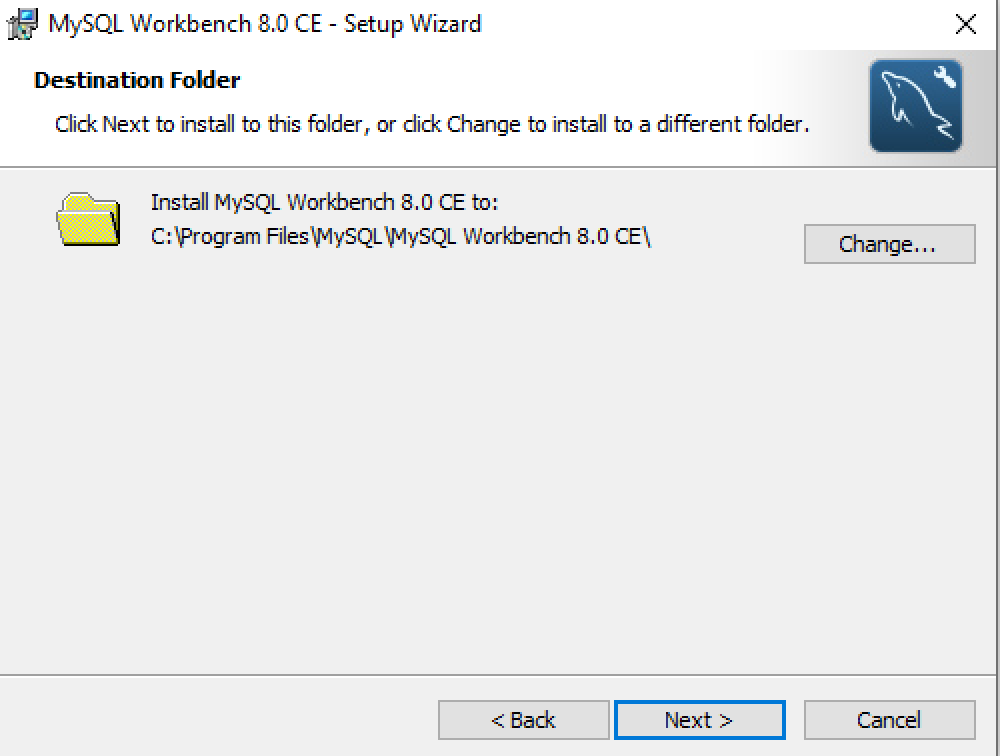 MySQL Workbench 8.0 CE - Setup Wizard
Destination Folder
Click Next to install to this folder, or click Change to install to a different folder.
Install MySQL Workbench 8.0 CE to:
C:\Program Files\MySQL\MySQL Workbench 8.0 CE\
Change...
< Back
Next >
Cancel